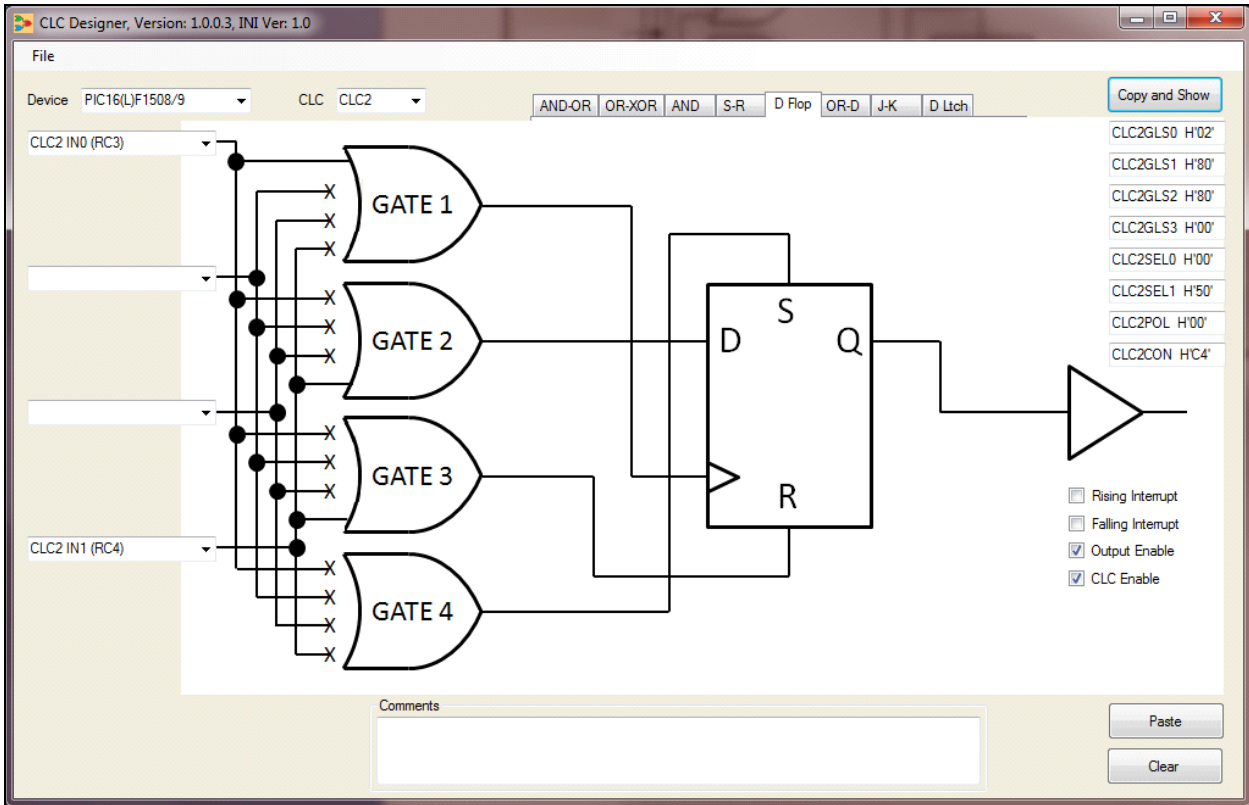 CLC Designer, Version: 1.0.0.3, INI Ver: 1.0
File
Device PIC16(L)F1508/9 CLC CLC2
AND-OR OR-XOR AND S-R D Flop OR-D J-K D Ltch
Copy and Show
CLC2 IN0 (RC3)
CLC2GLS0 H'02'
CLC2GLS1 H'80'
CLC2GLS2 H'80'
CLC2GLS3 H'00'
CLC2SEL0 H'00'
CLC2SEL1 H'50'
CLC2POL H'00'
CLC2CON H'C4'
X
X
X
GATE 1
X
X
X
GATE 2
S
D Q
R
X
X
X
GATE 3
CLC2 IN1 (RC4)
X
X
X
X
GATE 4
Rising Interrupt
Falling Interrupt
Output Enable
CLC Enable
Comments
Paste
Clear